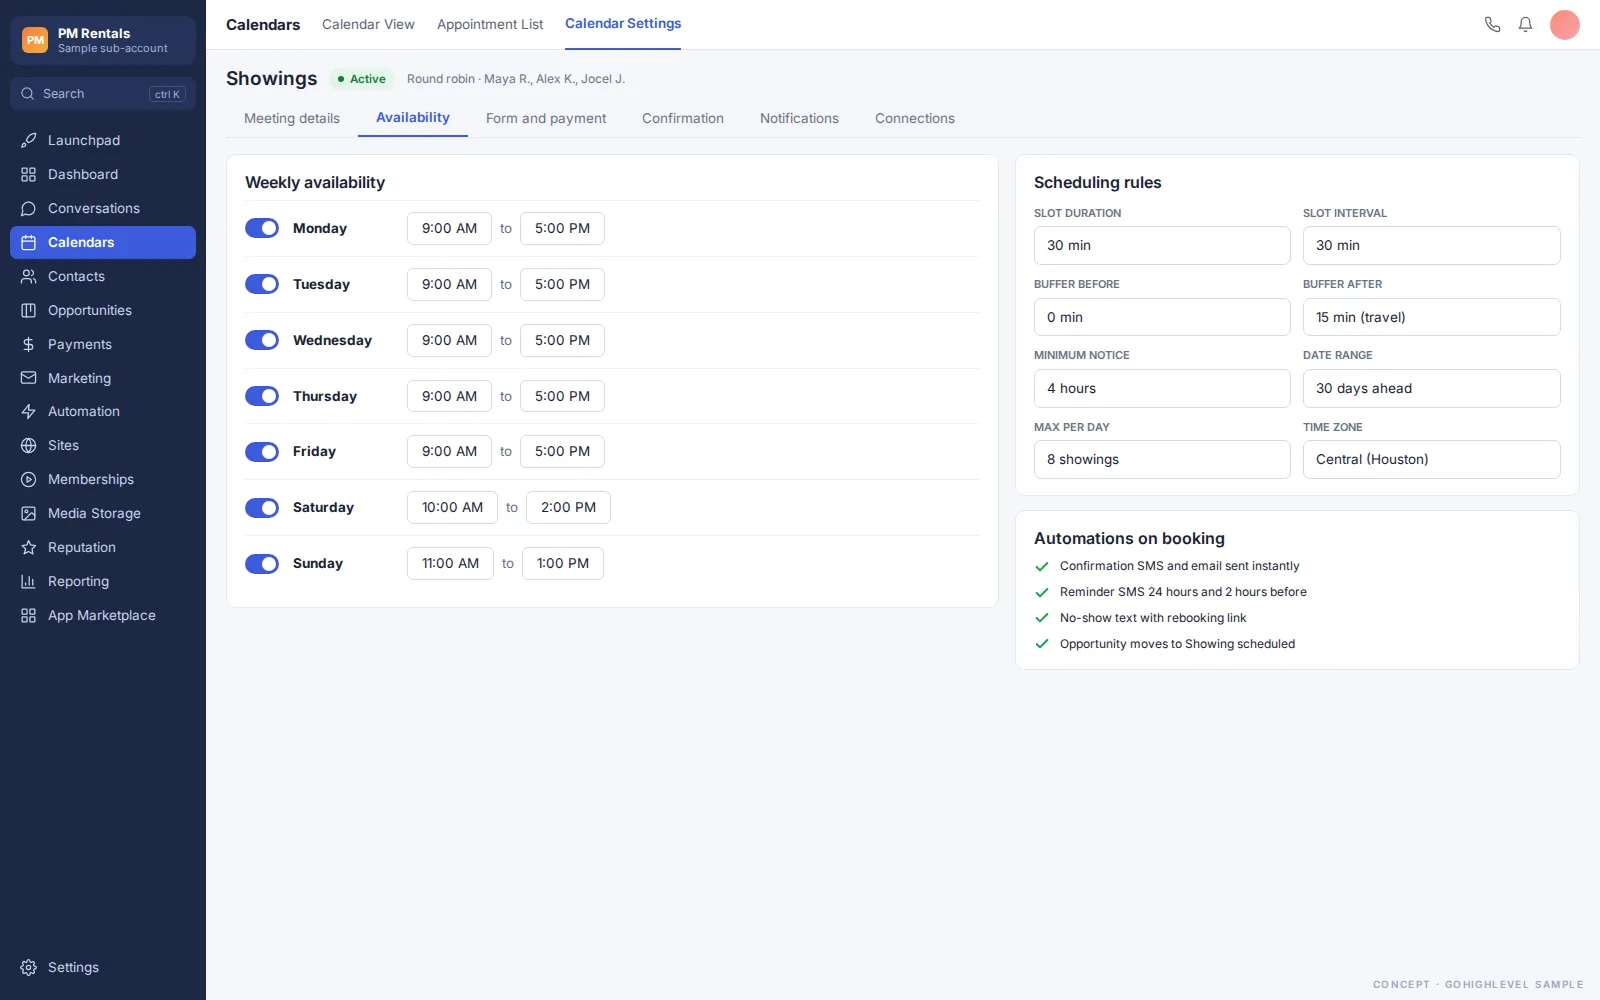 PM
PM Rentals
Sample sub-account
Search
ctrl K
Launchpad
Dashboard
Conversations
Calendars
Contacts
Opportunities
Payments
Marketing
Automation
Sites
Memberships
Media Storage
Reputation
Reporting
App Marketplace
Settings
Calendars Calendar View Appointment List Calendar Settings
Showings Active Round robin · Maya R., Alex K., Jocel J.
Meeting details Availability Form and payment Confirmation Notifications Connections
Weekly availability
Monday 9:00 AM to 5:00 PM
Tuesday 9:00 AM to 5:00 PM
Wednesday 9:00 AM to 5:00 PM
Thursday 9:00 AM to 5:00 PM
Friday 9:00 AM to 5:00 PM
Saturday 10:00 AM to 2:00 PM
Sunday 11:00 AM to 1:00 PM
Scheduling rules
SLOT DURATION SLOT INTERVAL
30 min 30 min
BUFFER BEFORE BUFFER AFTER
0 min 15 min (travel)
MINIMUM NOTICE DATE RANGE
4 hours 30 days ahead
MAX PER DAY TIME ZONE
8 showings Central (Houston)
Automations on booking
Confirmation SMS and email sent instantly
Reminder SMS 24 hours and 2 hours before
No-show text with rebooking link
Opportunity moves to Showing scheduled
CONCEPT · GOHIGHLEVEL SAMPLE